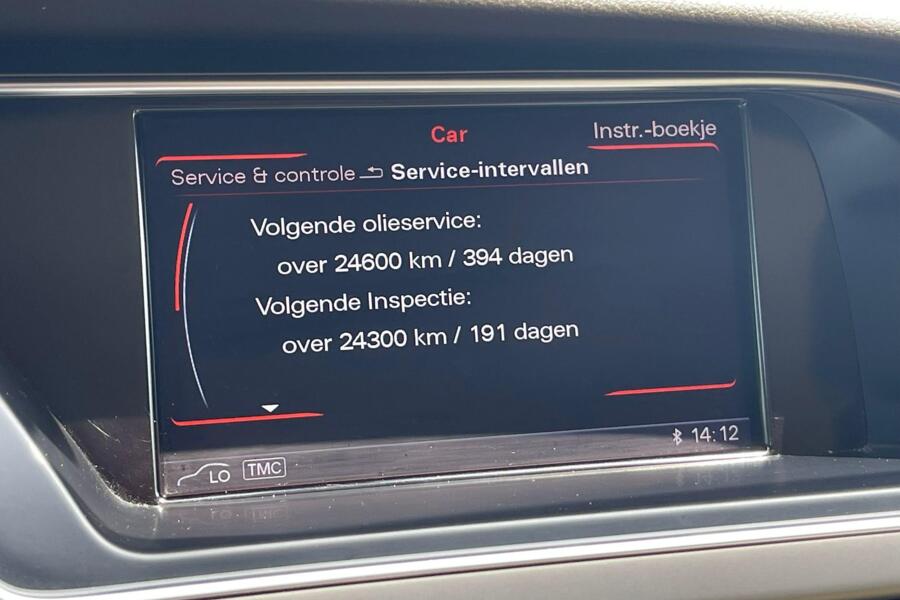 Car
Instr.-boekje
Service & controle Service-intervallen
Volgende olieservice:
over 24600 km / 394 dagen
Volgende Inspectie:
over 24300 km / 191 dagen
14:12
LO TMC